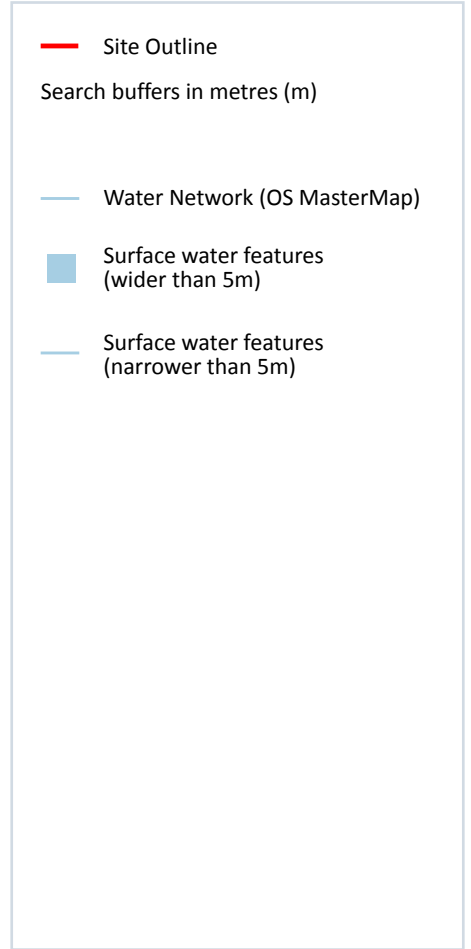 Site Outline
Search buffers in metres (m)
Water Network (OS MasterMap)
Surface water features
(wider than 5m)
Surface water features
(narrower than 5m)